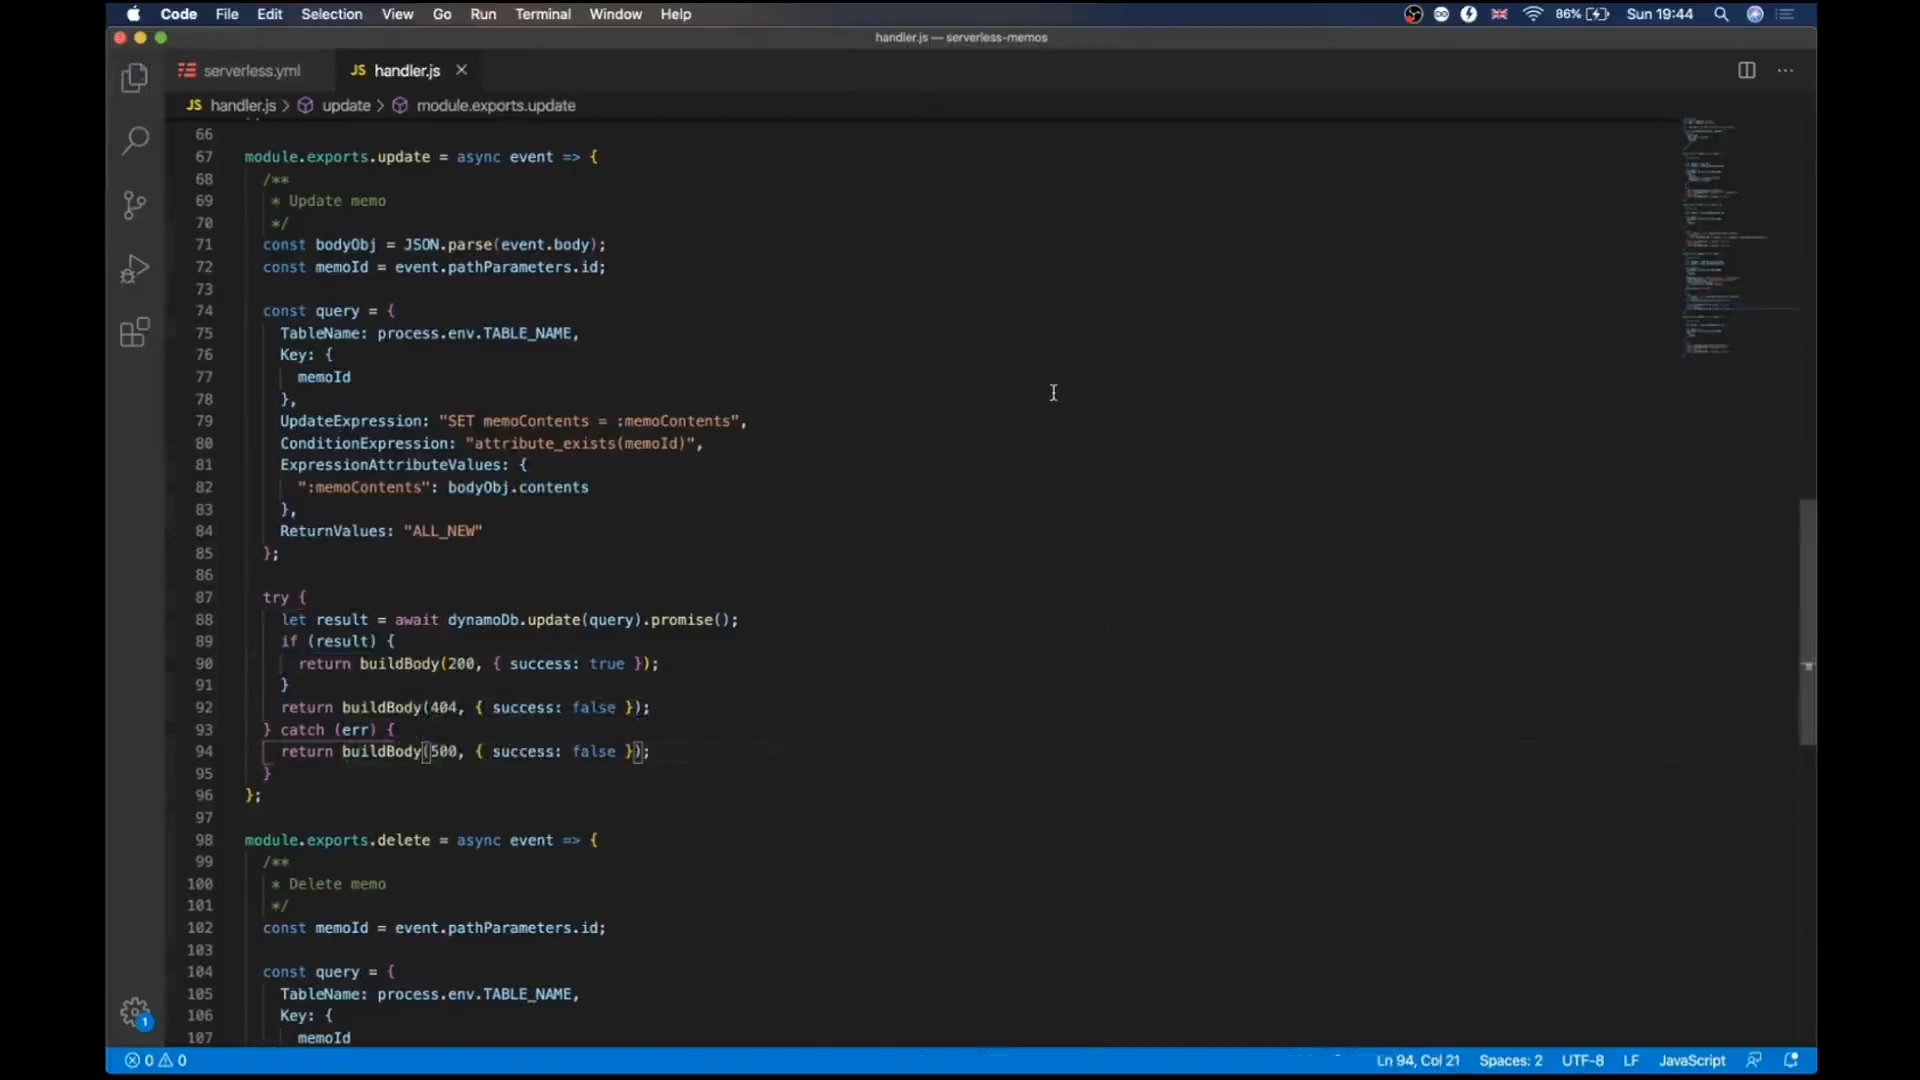 Code File Edit Selection View Go Run Terminal Window Help 86% Sun 19:44
handler.js — serverless-memos
serverless.yml JS handler.js
JS handler.js > update > module.exports.update
66
67 module.exports.update = async event => {
68 /**
69 * Update memo
70 */
71 const bodyObj = JSON.parse(event.body);
72 const memoId = event.pathParameters.id;
73
74 const query = {
75 TableName: process.env.TABLE_NAME,
76 Key: {
77 memoId
78 },
79 UpdateExpression: "SET memoContents = :memoContents",
80 ConditionExpression: "attribute_exists(memoId)",
81 ExpressionAttributeValues: {
82 ":memoContents": bodyObj.contents
83 },
84 ReturnValues: "ALL_NEW"
85 };
86
87 try {
88 let result = await dynamoDb.update(query).promise();
89 if (result) {
90 return buildBody(200, { success: true });
91 }
92 return buildBody(404, { success: false });
93 } catch (err) {
94 return buildBody(500, { success: false });
95 }
96 };
97
98 module.exports.delete = async event => {
99 /**
100 * Delete memo
101 */
102 const memoId = event.pathParameters.id;
103
104 const query = {
105 TableName: process.env.TABLE_NAME,
106 Key: {
107 memoId
1
0 0 Ln 94, Col 21 Spaces: 2 UTF-8 LF JavaScript